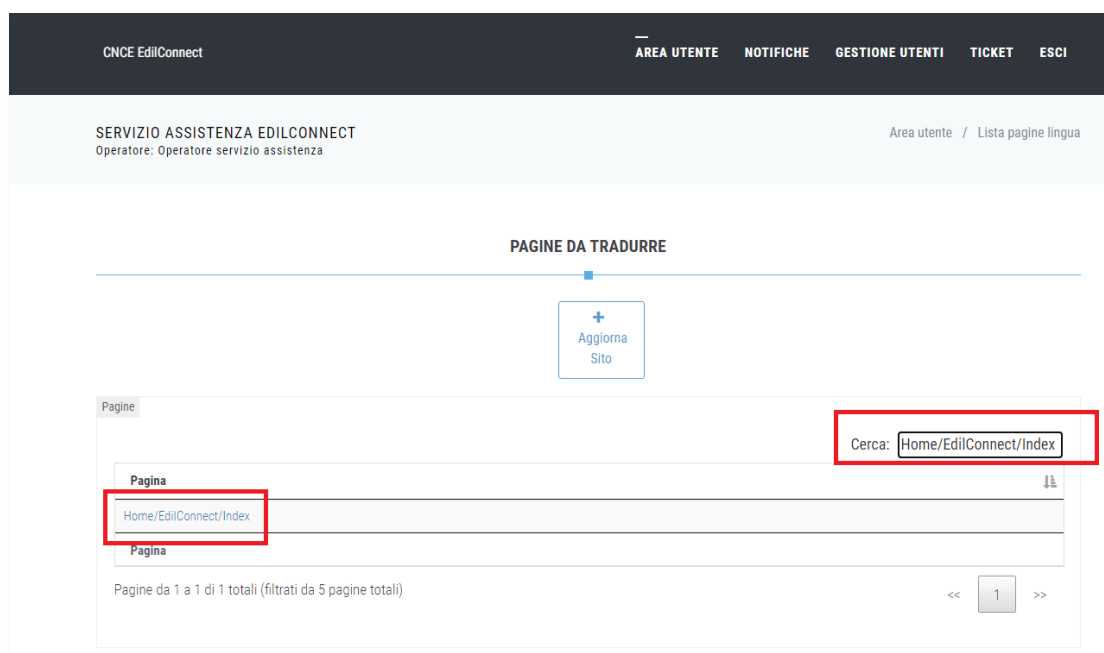 CNCE EdilConnect
AREA UTENTE NOTIFICHE GESTIONE UTENTI TICKET ESCI
SERVIZIO ASSISTENZA EDILCONNECT
Operatore: Operatore servizio assistenza
Area utente / Lista pagine lingua
PAGINE DA TRADURRE
+
Aggiorna
Sito
Pagine
Cerca: Home/EdilConnect/Index
Pagina
Home/EdilConnect/Index
Pagina
Pagine da 1 a 1 di 1 totali (filtrati da 5 pagine totali)
<< 1 >>